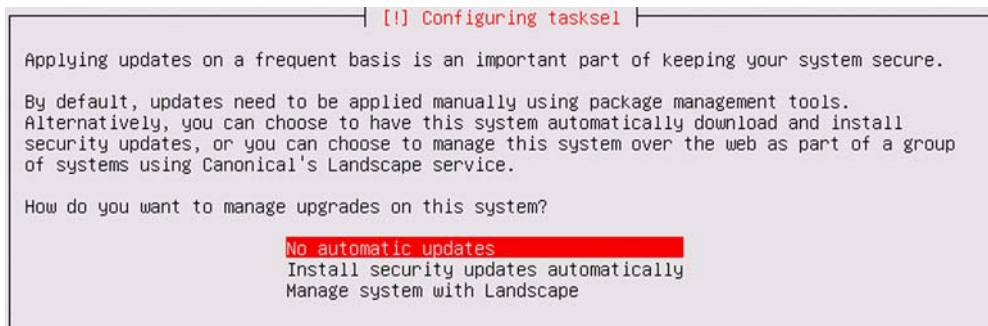 [!] Configuring tasksel
Applying updates on a frequent basis is an important part of keeping your system secure.
By default, updates need to be applied manually using package management tools.
Alternatively, you can choose to have this system automatically download and install
security updates, or you can choose to manage this system over the web as part of a group
of systems using Canonical's Landscape service.
How do you want to manage upgrades on this system?
No automatic updates
Install security updates automatically
Manage system with Landscape